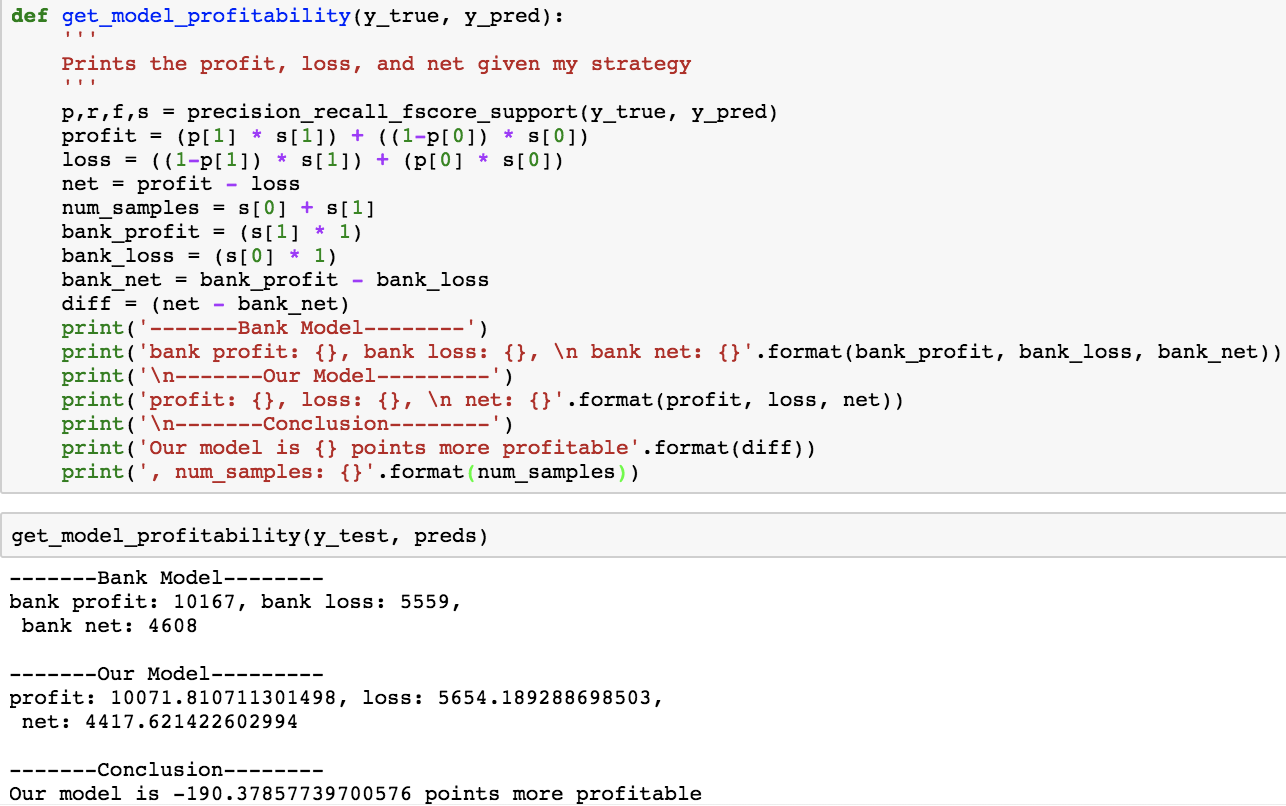 def get_model_profitability(y_true, y_pred):
    '''
    Prints the profit, loss, and net given my strategy
    '''
    p,r,f,s = precision_recall_fscore_support(y_true, y_pred)
    profit = (p[1] * s[1]) + ((1-p[0]) * s[0])
    loss = ((1-p[1]) * s[1]) + (p[0] * s[0])
    net = profit - loss
    num_samples = s[0] + s[1]
    bank_profit = (s[1] * 1)
    bank_loss = (s[0] * 1)
    bank_net = bank_profit - bank_loss
    diff = (net - bank_net)
    print('-------Bank Model--------')
    print('bank profit: {}, bank loss: {}, \n bank net: {}'.format(bank_profit, bank_loss, bank_net))
    print('\n-------Our Model---------')
    print('profit: {}, loss: {}, \n net: {}'.format(profit, loss, net))
    print('\n-------Conclusion--------')
    print('Our model is {} points more profitable'.format(diff))
    print(', num_samples: {}'.format(num_samples))
get_model_profitability(y_test, preds)
-------Bank Model--------
bank profit: 10167, bank loss: 5559,
 bank net: 4608
-------Our Model---------
profit: 10071.810711301498, loss: 5654.189288698503,
 net: 4417.621422602994
-------Conclusion--------
Our model is -190.37857739700576 points more profitable